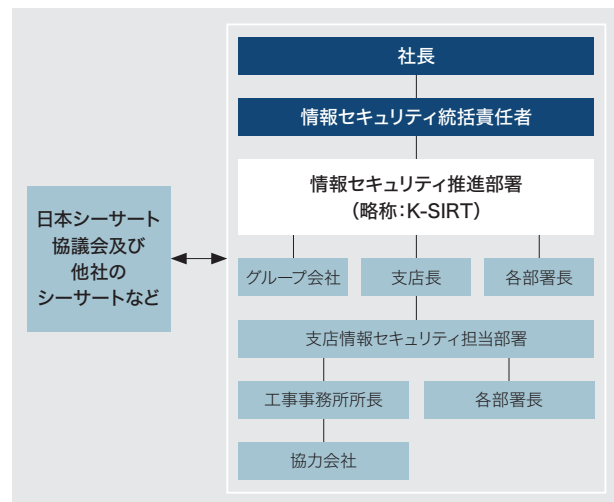 社長
情報セキュリティ統括責任者
情報セキュリティ推進部署
（略称：K-SIRT）
日本シーサート
協議会及び
他社の
シーサートなど
グループ会社
支店長
各部署長
支店情報セキュリティ担当部署
工事事務所所長
各部署長
協力会社